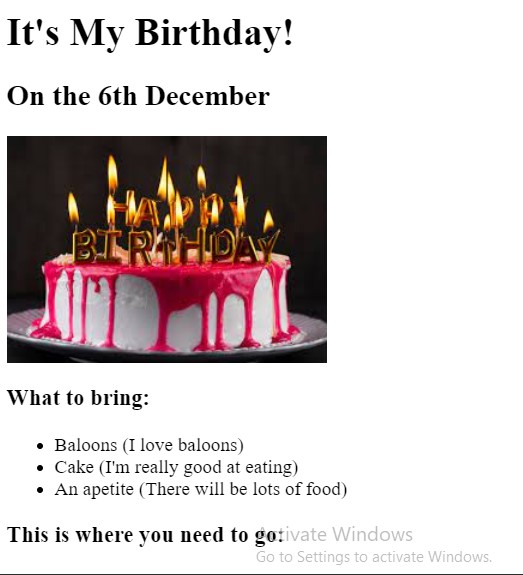 It's My Birthday!
On the 6th December
HAPPY
BIRTHDAY
What to bring:
Baloons (I love baloons)
Cake (I'm really good at eating)
An apetite (There will be lots of food)
This is where you need to go:
Activate Windows
Go to Settings to activate Windows.